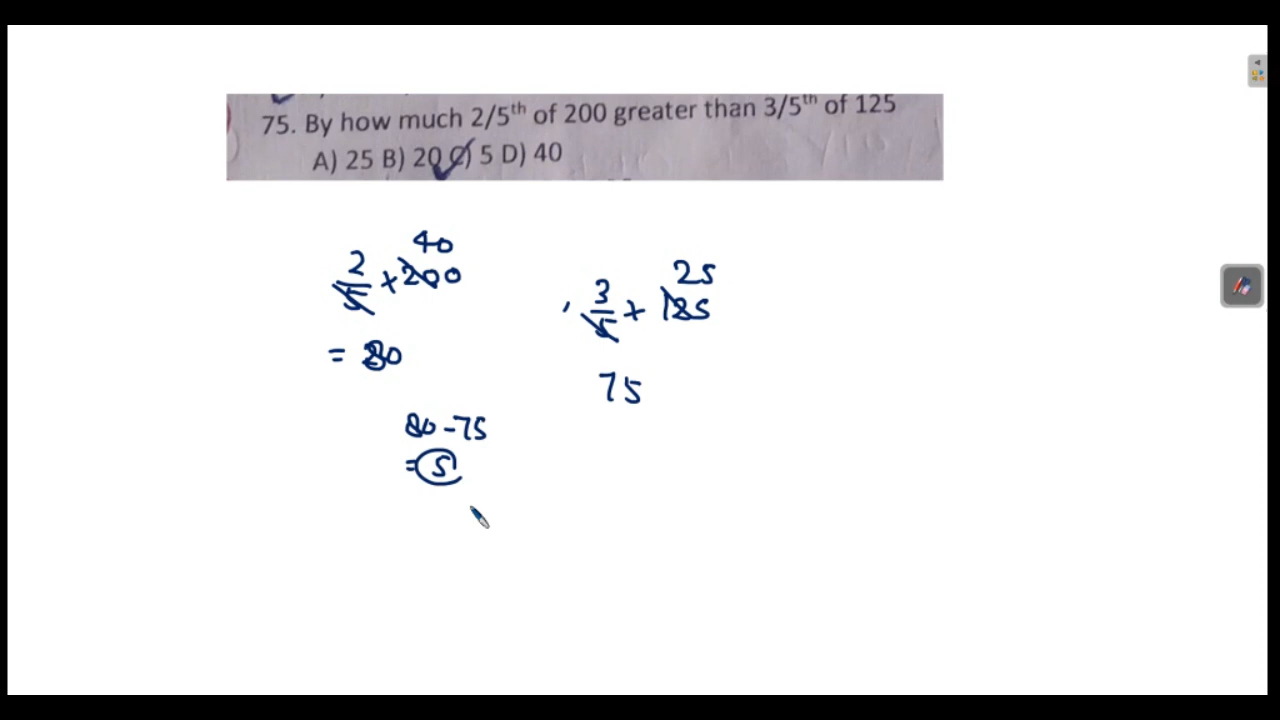 75. By how much 2/5th of 200 greater than 3/5th of 125
A) 25 B) 20 C) 5 D) 40
40
2/5 × 200
= 80
25
, 3/5 × 125
75
80 - 75
= 5